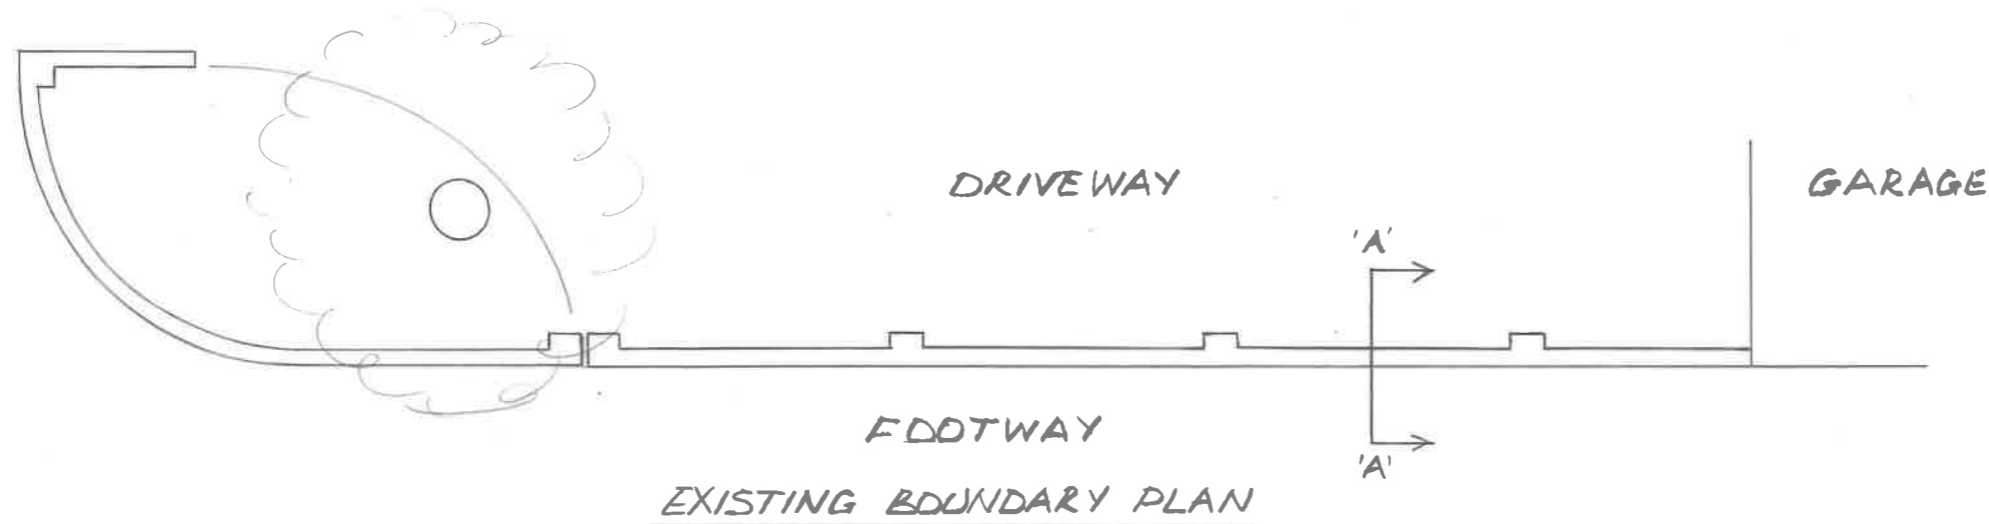 DRIVEWAY
GARAGE
'A'
FOOTWAY
'A'
EXISTING BOUNDARY PLAN